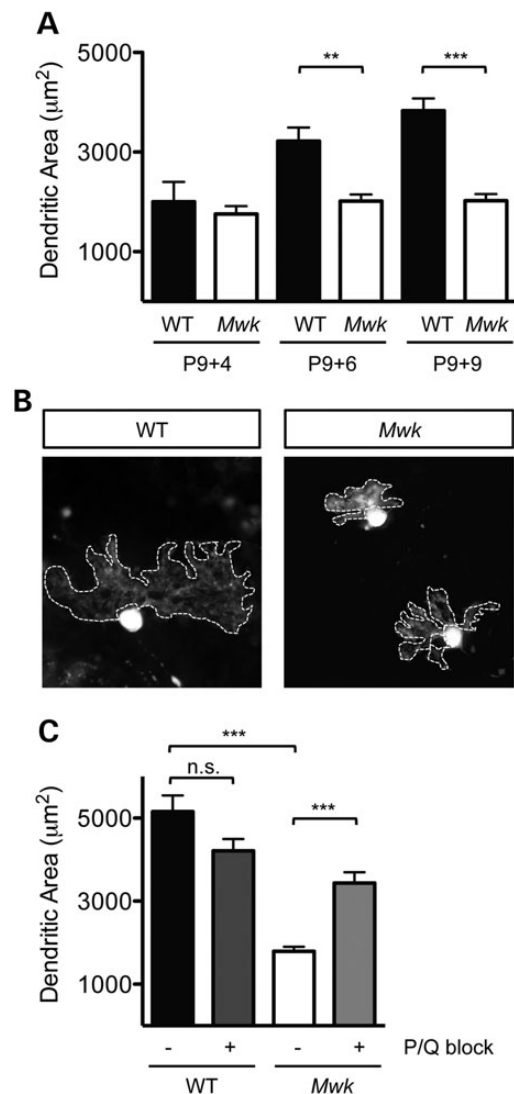 A
Dendritic Area (μm²)
5000
3000
1000
** ***
WT Mwk WT Mwk WT Mwk
P9+4 P9+6 P9+9
B
WT Mwk
C
Dendritic Area (μm²)
5000
3000
1000
***
n.s.
***
- + - + P/Q block
WT Mwk